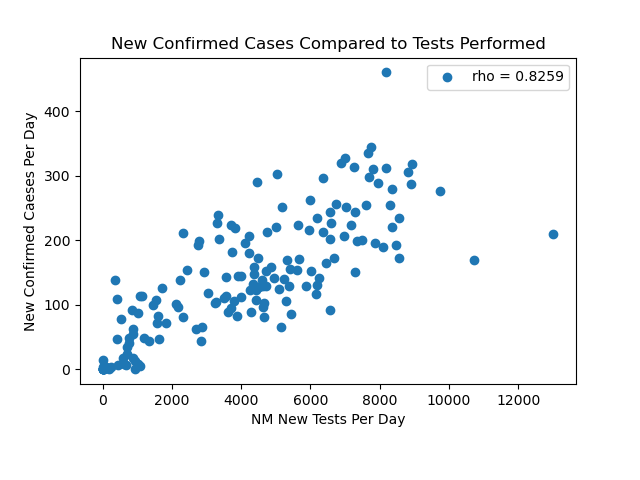 New Confirmed Cases Compared to Tests Performed
rho = 0.8259
New Confirmed Caeses Per Day
400
300
200
100
0
0 2000 4000 6000 8000 10000 12000
NM New Tests Per Day